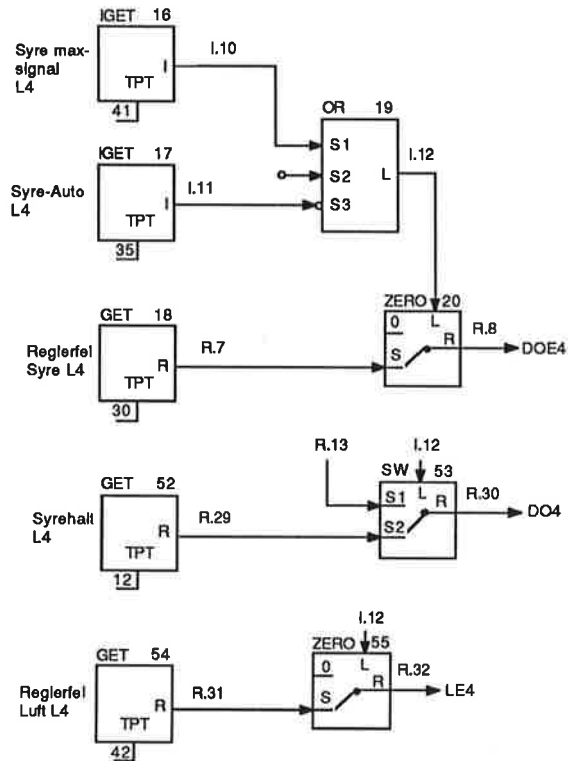 IGET 16
Syre max-
signal
L4
I
TPT
41
I.10
OR 19
S1
S2
S3
L
I.12
IGET 17
Syre-Auto
L4
I
TPT
35
I.11
ZERO 20
0
L
R
S
R.8
DOE4
GET 18
Reglerfel
Syre L4
R
TPT
30
R.7
R.13
I.12
SW 53
S1
L
R
S2
R.30
DO4
GET 52
Syrehalt
L4
R
TPT
12
R.29
I.12
ZERO 55
0
L
R
S
R.32
LE4
GET 54
Reglerfel
Luft L4
R
TPT
42
R.31